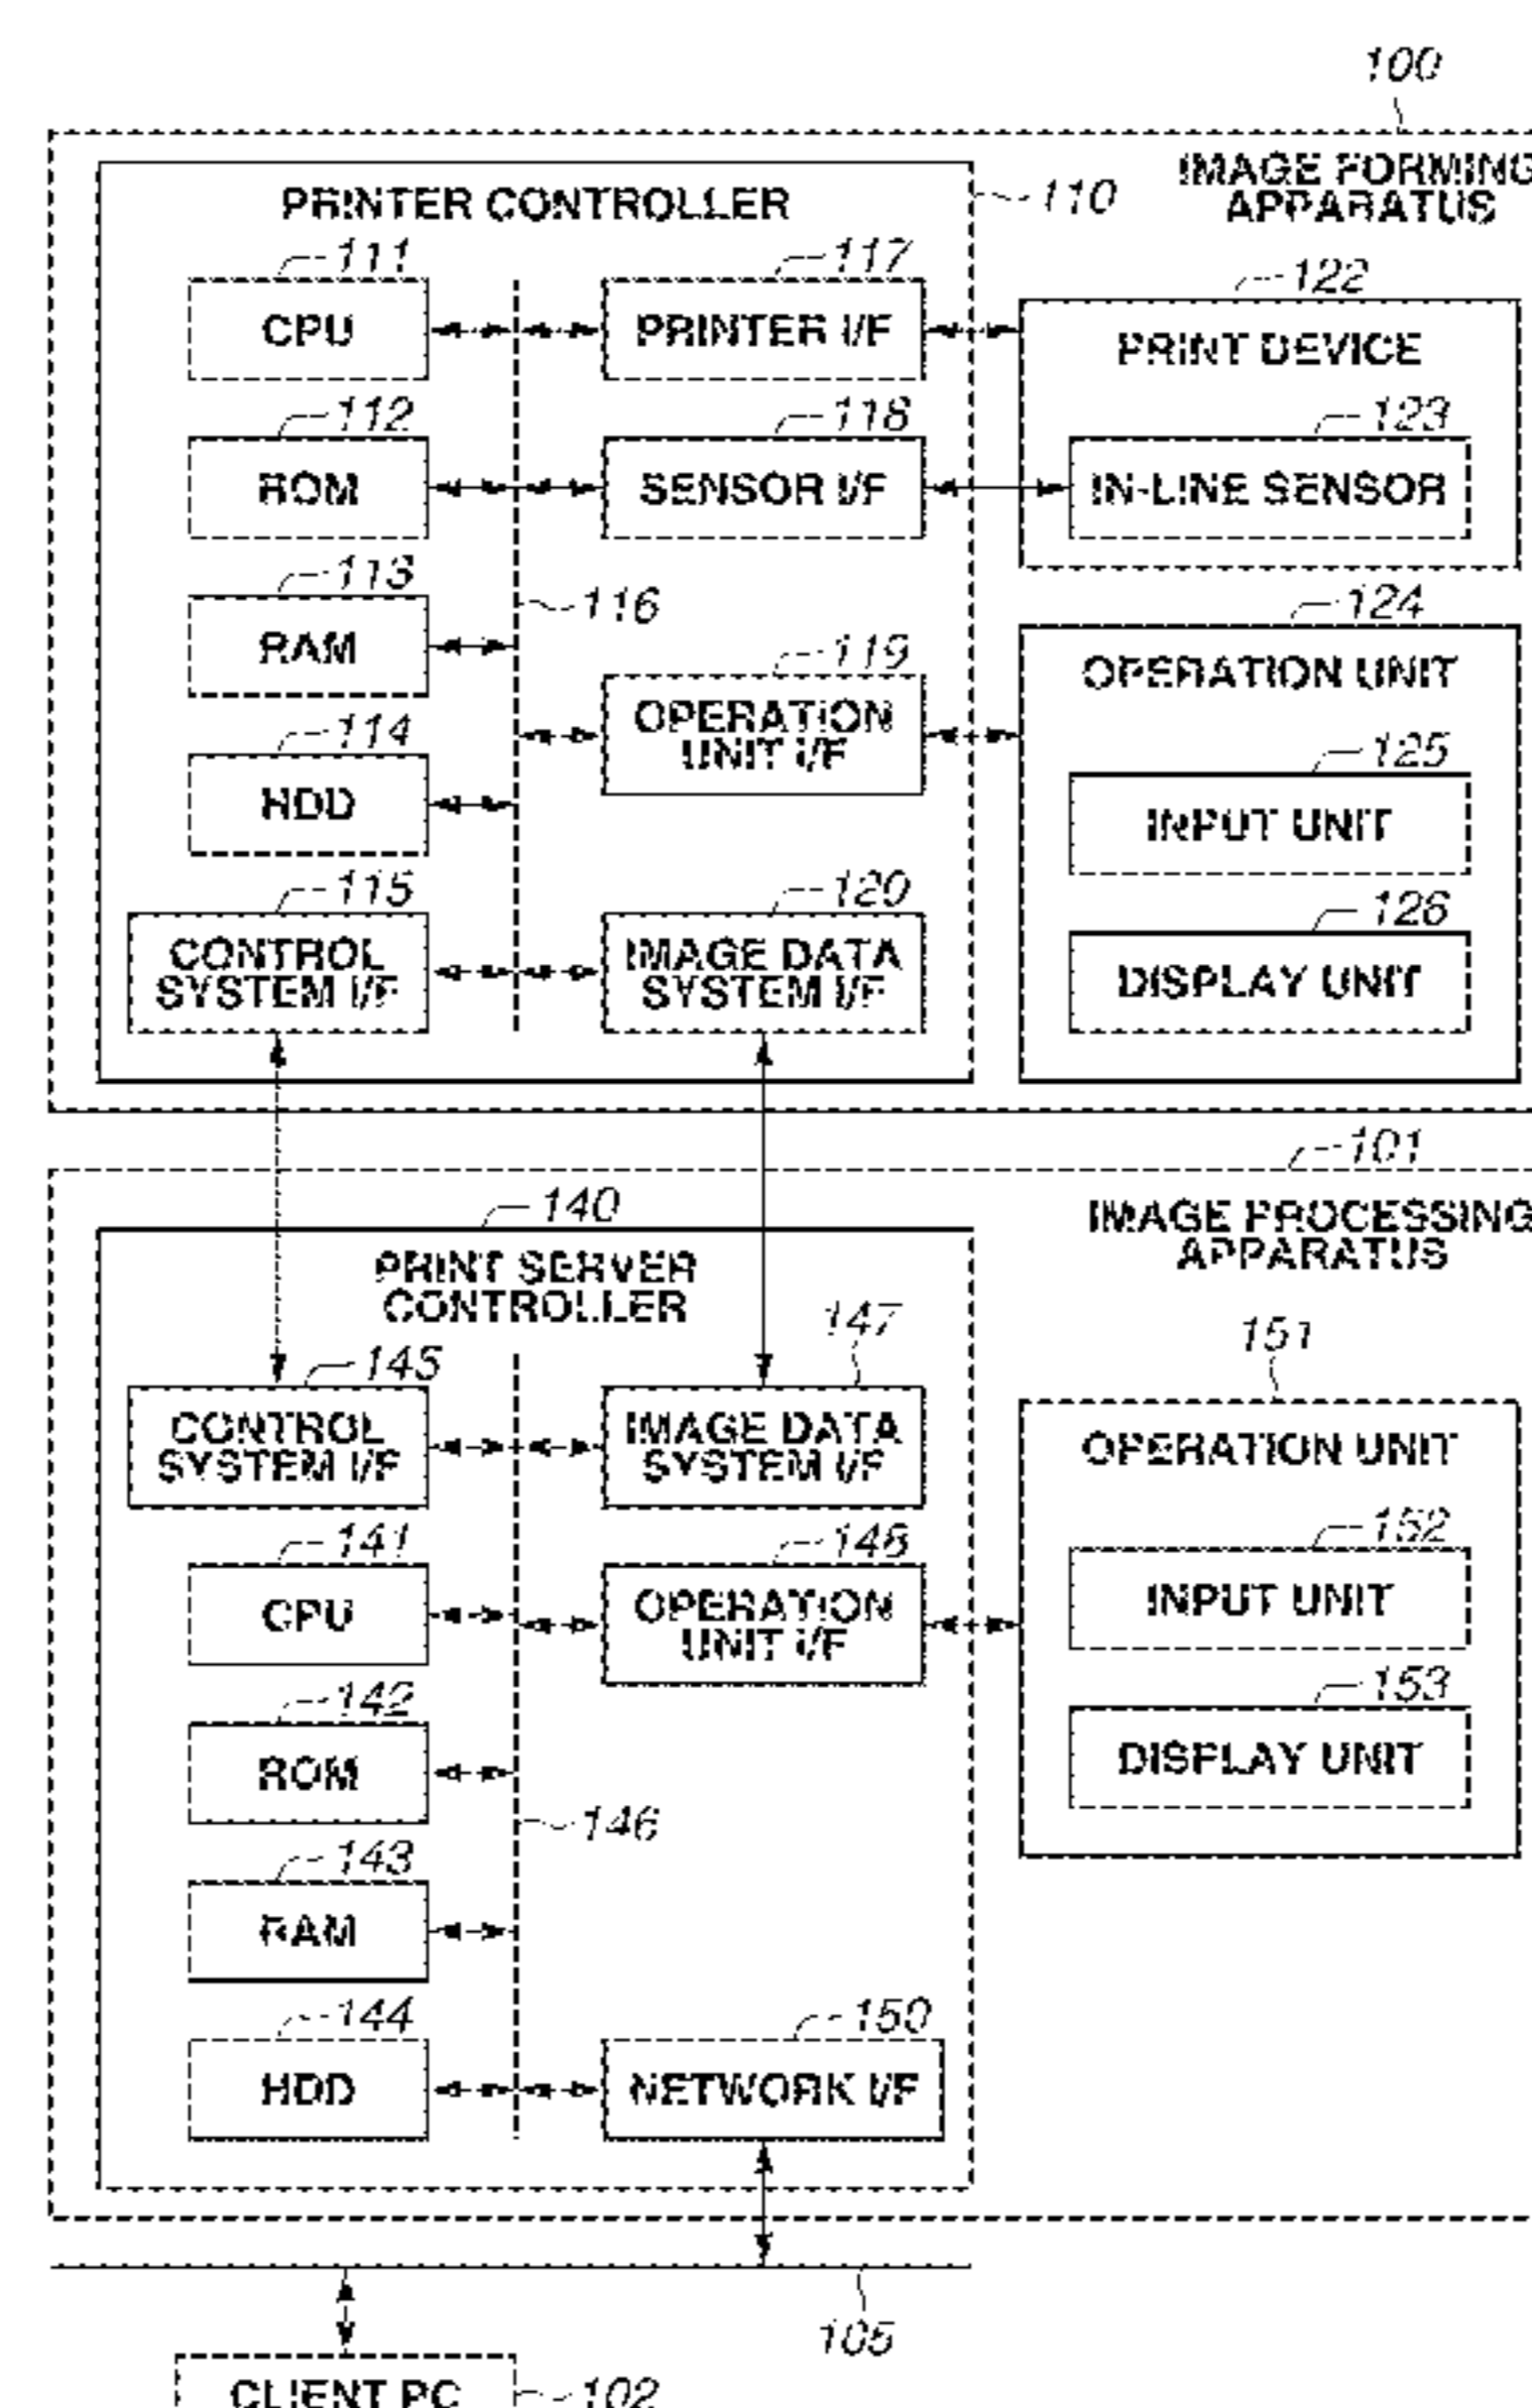 100
IMAGE FORMING
APPARATUS
110
PRINTER CONTROLLER
111
CPU
117
PRINTER I/F
122
PRINT DEVICE
112
ROM
118
SENSOR I/F
123
IN-LINE SENSOR
113
RAM
116
119
OPERATION
UNIT I/F
124
OPERATION UNIT
114
HDD
125
INPUT UNIT
115
CONTROL
SYSTEM I/F
120
IMAGE DATA
SYSTEM I/F
126
DISPLAY UNIT
101
IMAGE PROCESSING
APPARATUS
140
PRINT SERVER
CONTROLLER
145
CONTROL
SYSTEM I/F
147
IMAGE DATA
SYSTEM I/F
151
OPERATION UNIT
141
CPU
148
OPERATION
UNIT I/F
152
INPUT UNIT
142
ROM
153
DISPLAY UNIT
146
143
RAM
144
HDD
150
NETWORK I/F
105
CLIENT PC
102